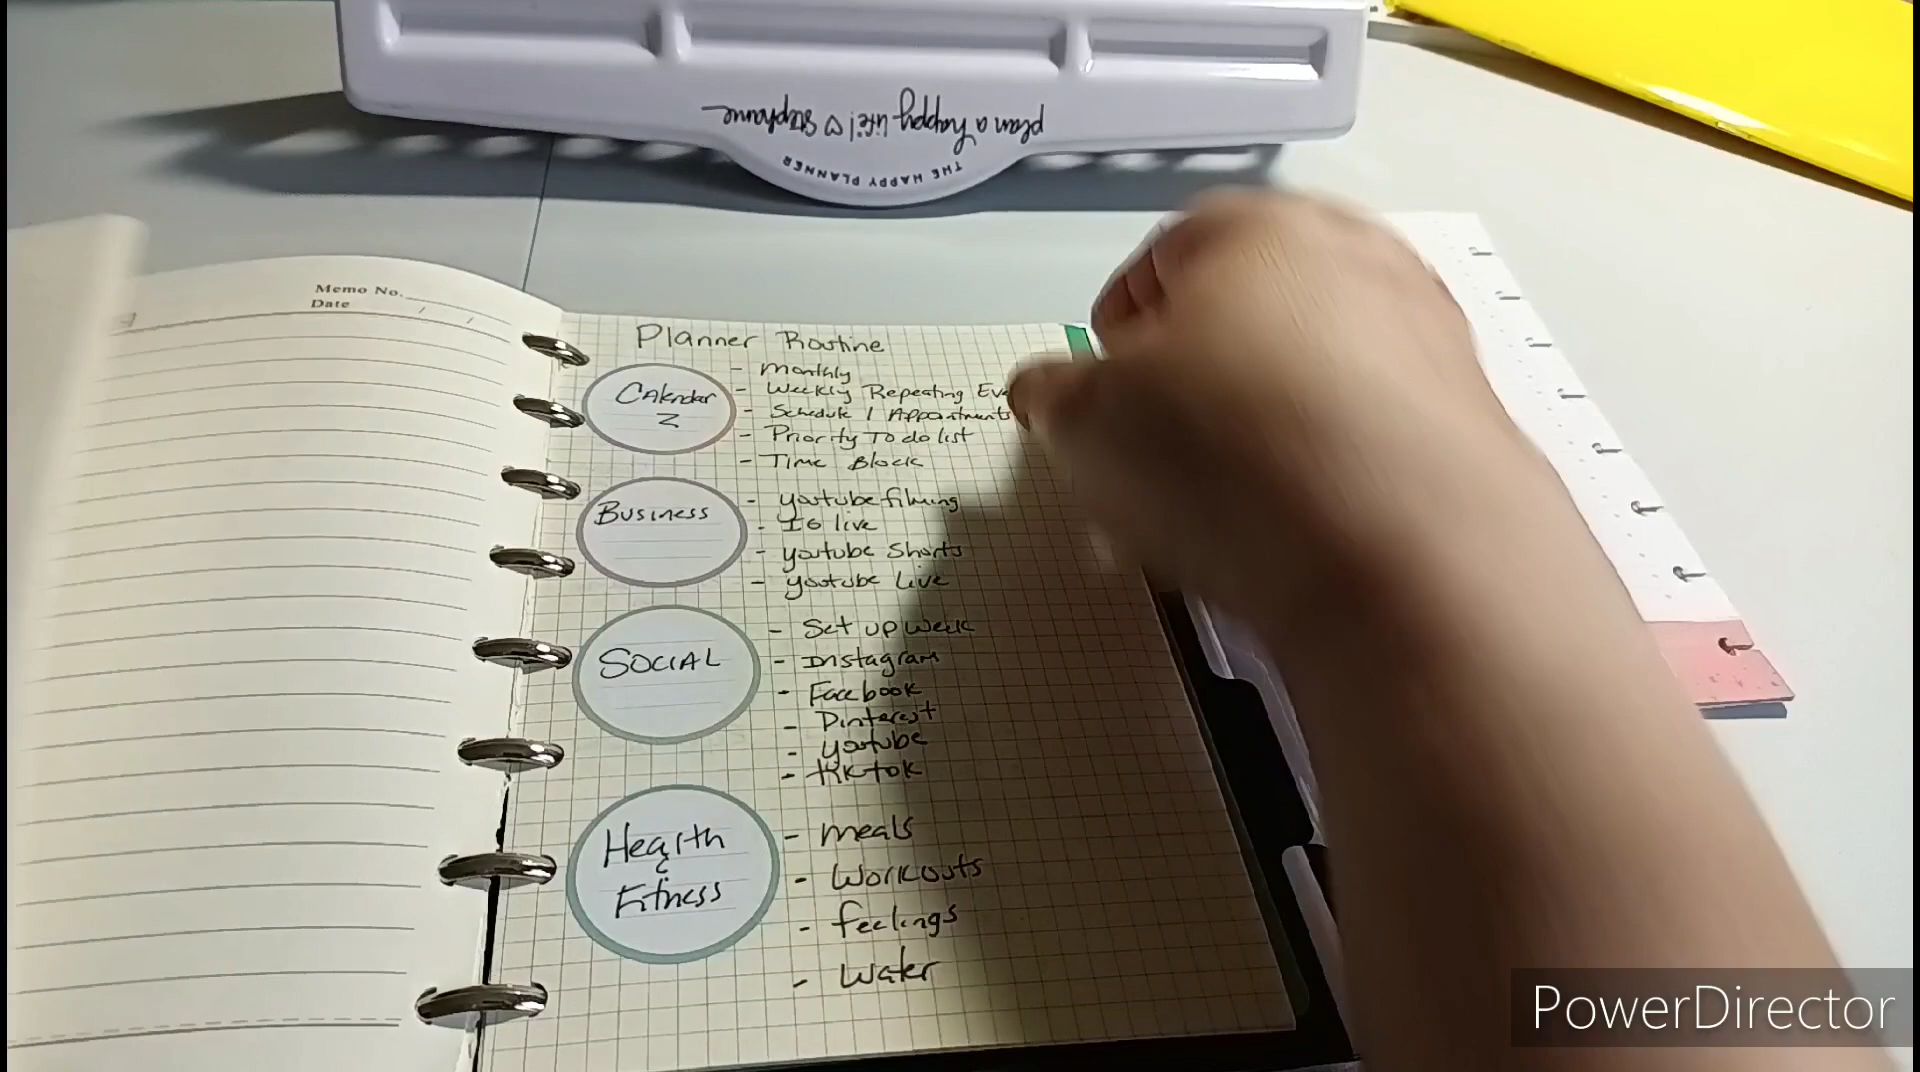 plan a happy life! ♡ stephanie
THE HAPPY PLANNER
Memo No.
Date / /
Planner Routine
Calendar
- Monthly
- Weekly Repeating
- Schedule / Appointments
- Priority To do list
- Time Block
Business
- youtube filming
- IG live
- youtube Shorts
- youtube Live
SOCIAL
- Set up week
- Instagram
- Facebook
- Pinterest
- youtube
- tiktok
Health
&
Fitness
- meals
- Workouts
- feelings
- Water
PowerDirector